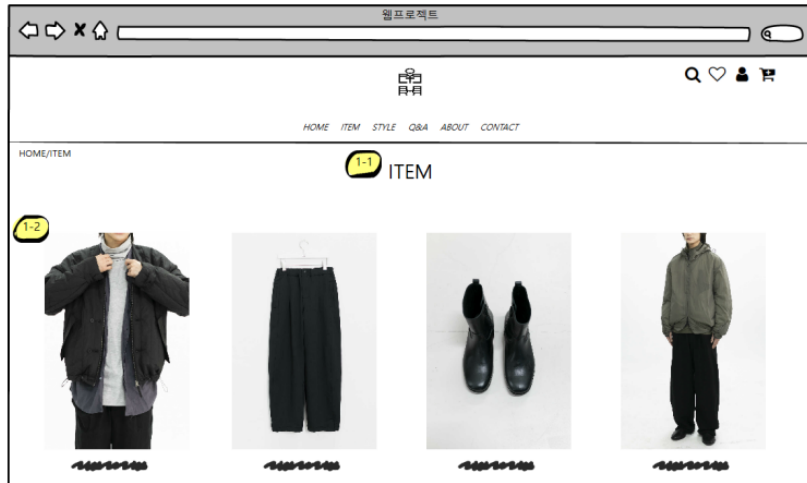 웹프로젝트
HOME ITEM STYLE Q&A ABOUT CONTACT
HOME/ITEM
1-1
ITEM
1-2